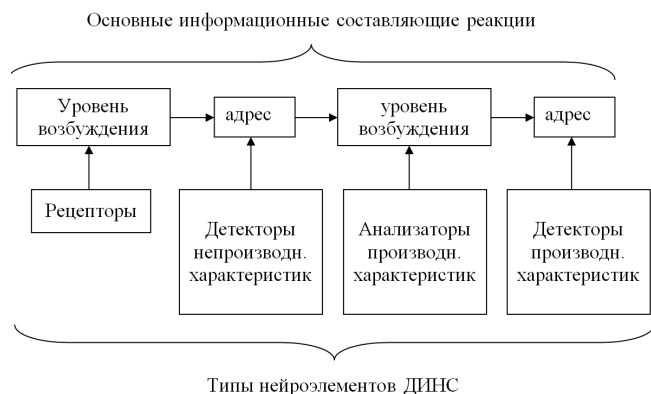 Основные информационные составляющие реакции
Уровень
возбуждения
адрес
уровень
возбуждения
адрес
Рецепторы
Детекторы
непроизводн.
характеристик
Анализаторы
производн.
характеристик
Детекторы
производн.
характеристик
Типы нейроэлементов ДИНС